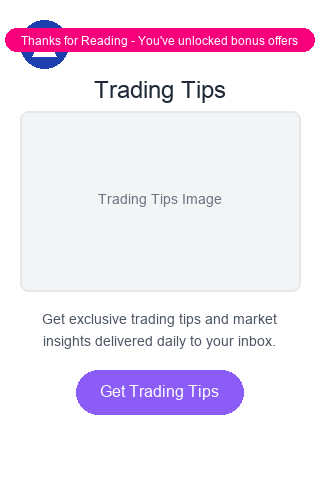 Thanks for Reading - You've unlocked bonus offers
Trading Tips
Trading Tips Image
Get exclusive trading tips and market
insights delivered daily to your inbox.
Get Trading Tips